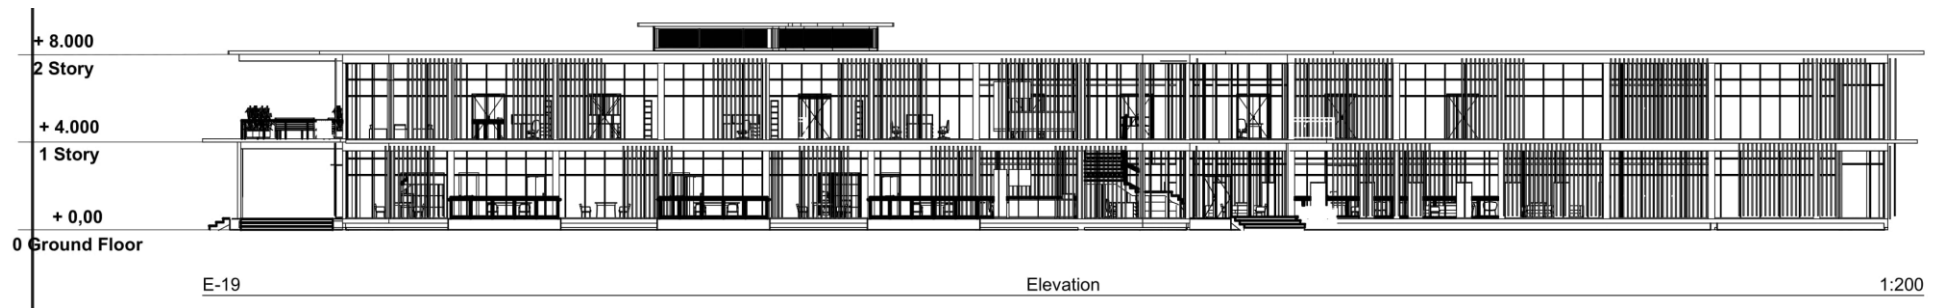 + 8.000
2 Story
+ 4.000
1 Story
+ 0,00
0 Ground Floor
E-19 Elevation 1:200